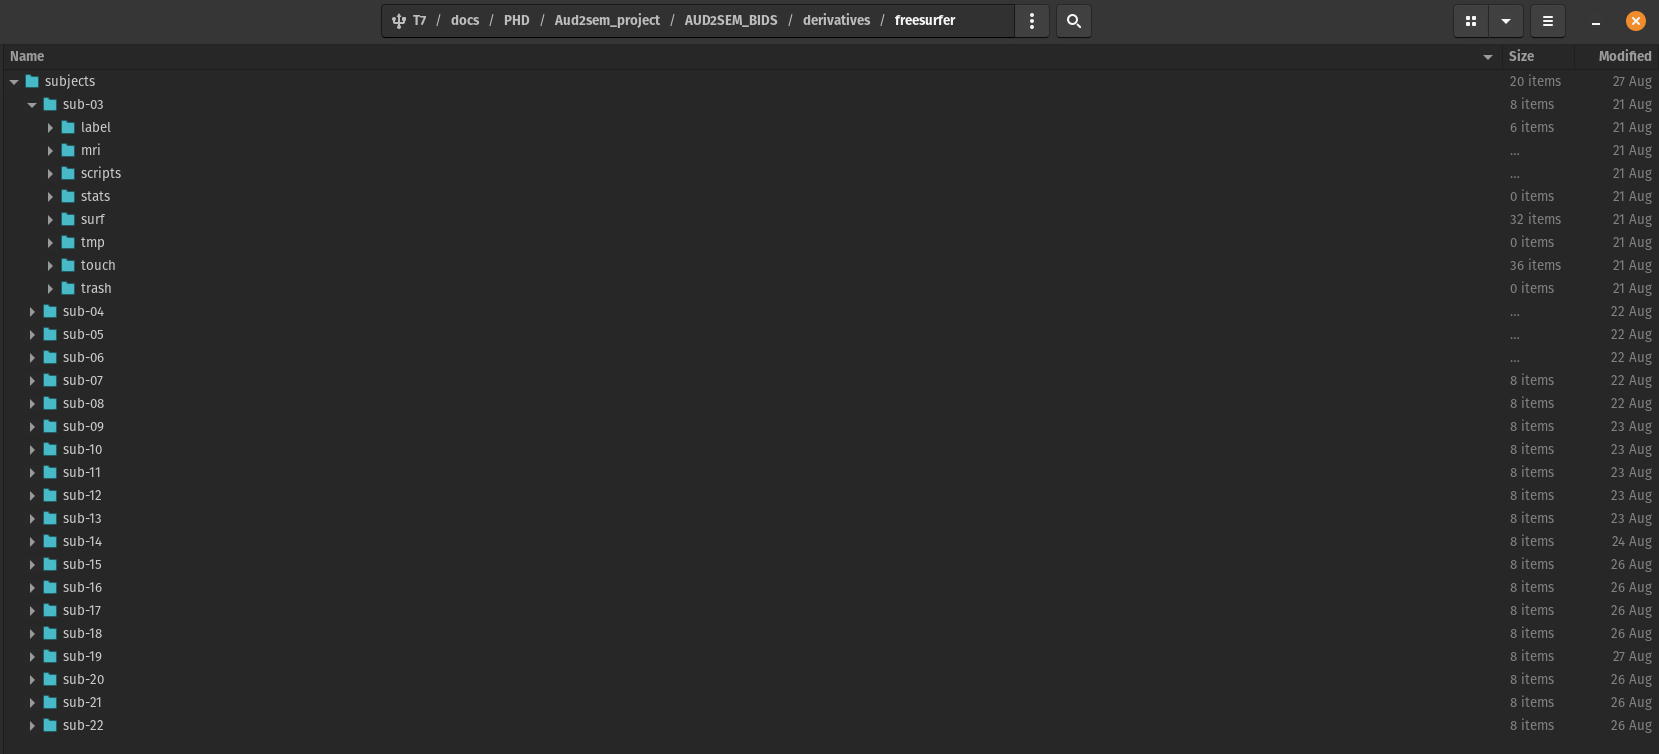 T7 / docs / PHD / Aud2sem_project / AUD2SEM_BIDS / derivatives / freesurfer
Name Size Modified
subjects 20 items 27 Aug
sub-03 8 items 21 Aug
label 6 items 21 Aug
mri ... 21 Aug
scripts ... 21 Aug
stats 0 items 21 Aug
surf 32 items 21 Aug
tmp 0 items 21 Aug
touch 36 items 21 Aug
trash 0 items 21 Aug
sub-04 ... 22 Aug
sub-05 ... 22 Aug
sub-06 ... 22 Aug
sub-07 8 items 22 Aug
sub-08 8 items 22 Aug
sub-09 8 items 23 Aug
sub-10 8 items 23 Aug
sub-11 8 items 23 Aug
sub-12 8 items 23 Aug
sub-13 8 items 23 Aug
sub-14 8 items 24 Aug
sub-15 8 items 26 Aug
sub-16 8 items 26 Aug
sub-17 8 items 26 Aug
sub-18 8 items 26 Aug
sub-19 8 items 27 Aug
sub-20 8 items 26 Aug
sub-21 8 items 26 Aug
sub-22 8 items 26 Aug